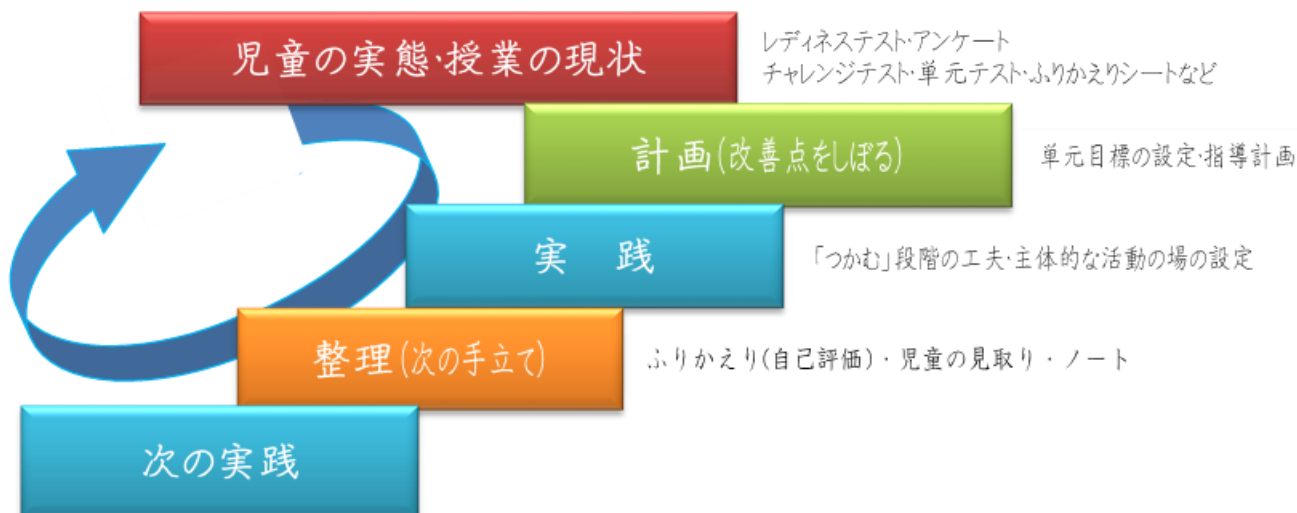 児童の実態・授業の現状
レディネステスト・アンケート
チャレンジテスト・単元テスト・ふりかえりシートなど
計画(改善点をしぼる)
単元目標の設定・指導計画
実　践
「つかむ」段階の工夫・主体的な活動の場の設定
整理(次の手立て)
ふりかえり(自己評価)・児童の見取り・ノート
次の実践